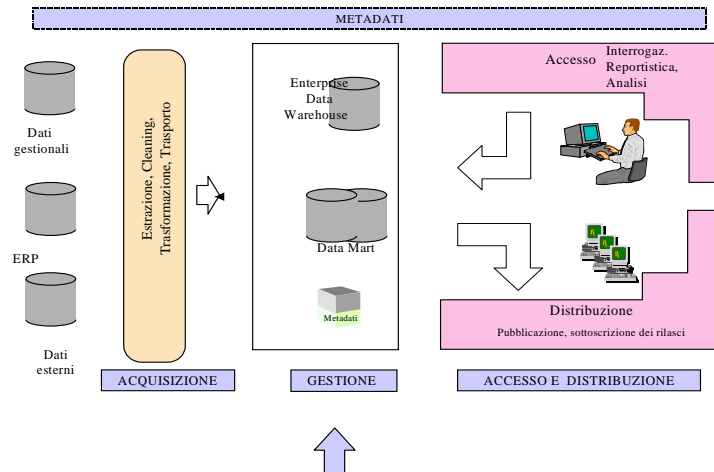 METADATI
Dati
gestionali
ERP
Dati
esterni
Estrazione, Cleaning,
Trasformazione, Trasporto
ACQUISIZIONE
Enterprise
Data
Warehouse
Data Mart
Metadati
GESTIONE
Accesso
Interrogaz.
Reportistica,
Analisi
Distribuzione
Pubblicazione, sottoscrizione dei rilasci
ACCESSO E DISTRIBUZIONE